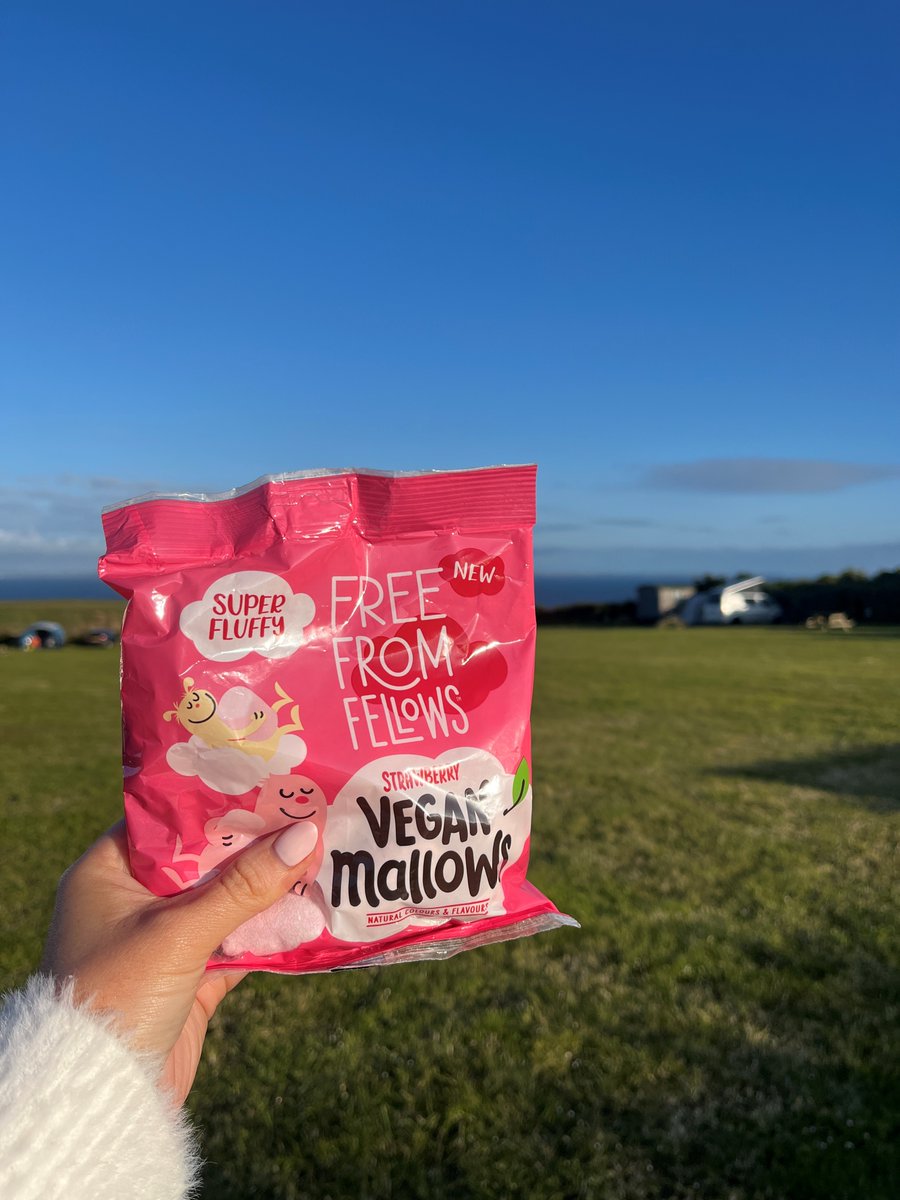 SUPER
FLUFFY
NEW
FREE
FROM
FELLOWS
STRAWBERRY
VEGAN
mallows
NATURAL COLOURS & FLAVOURS